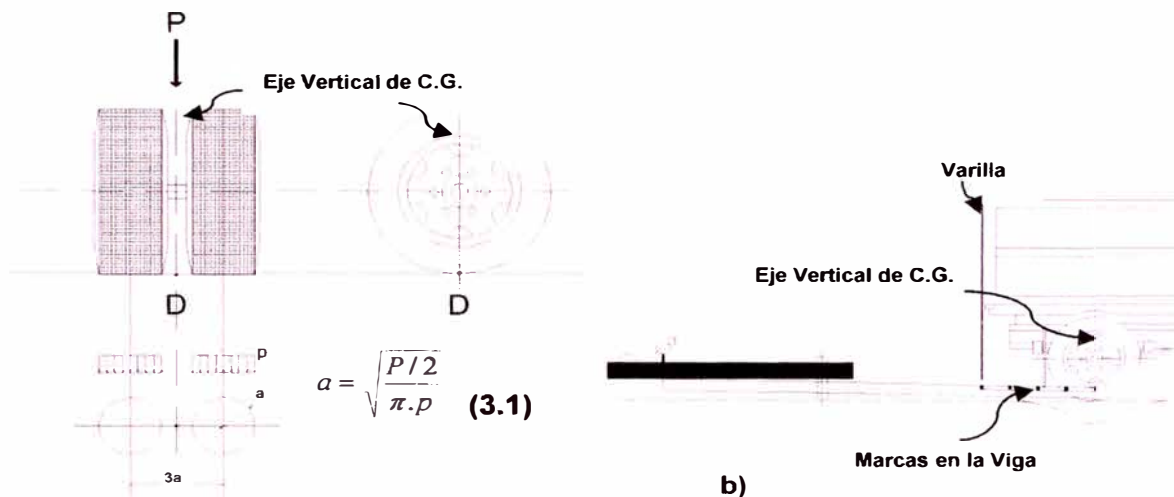 P
Eje Vertical de C.G.
D
D
p
a
3a
a = √((P / 2) / (π.p)) (3.1)
Varilla
Eje Vertical de C.G.
Marcas en la Viga
b)